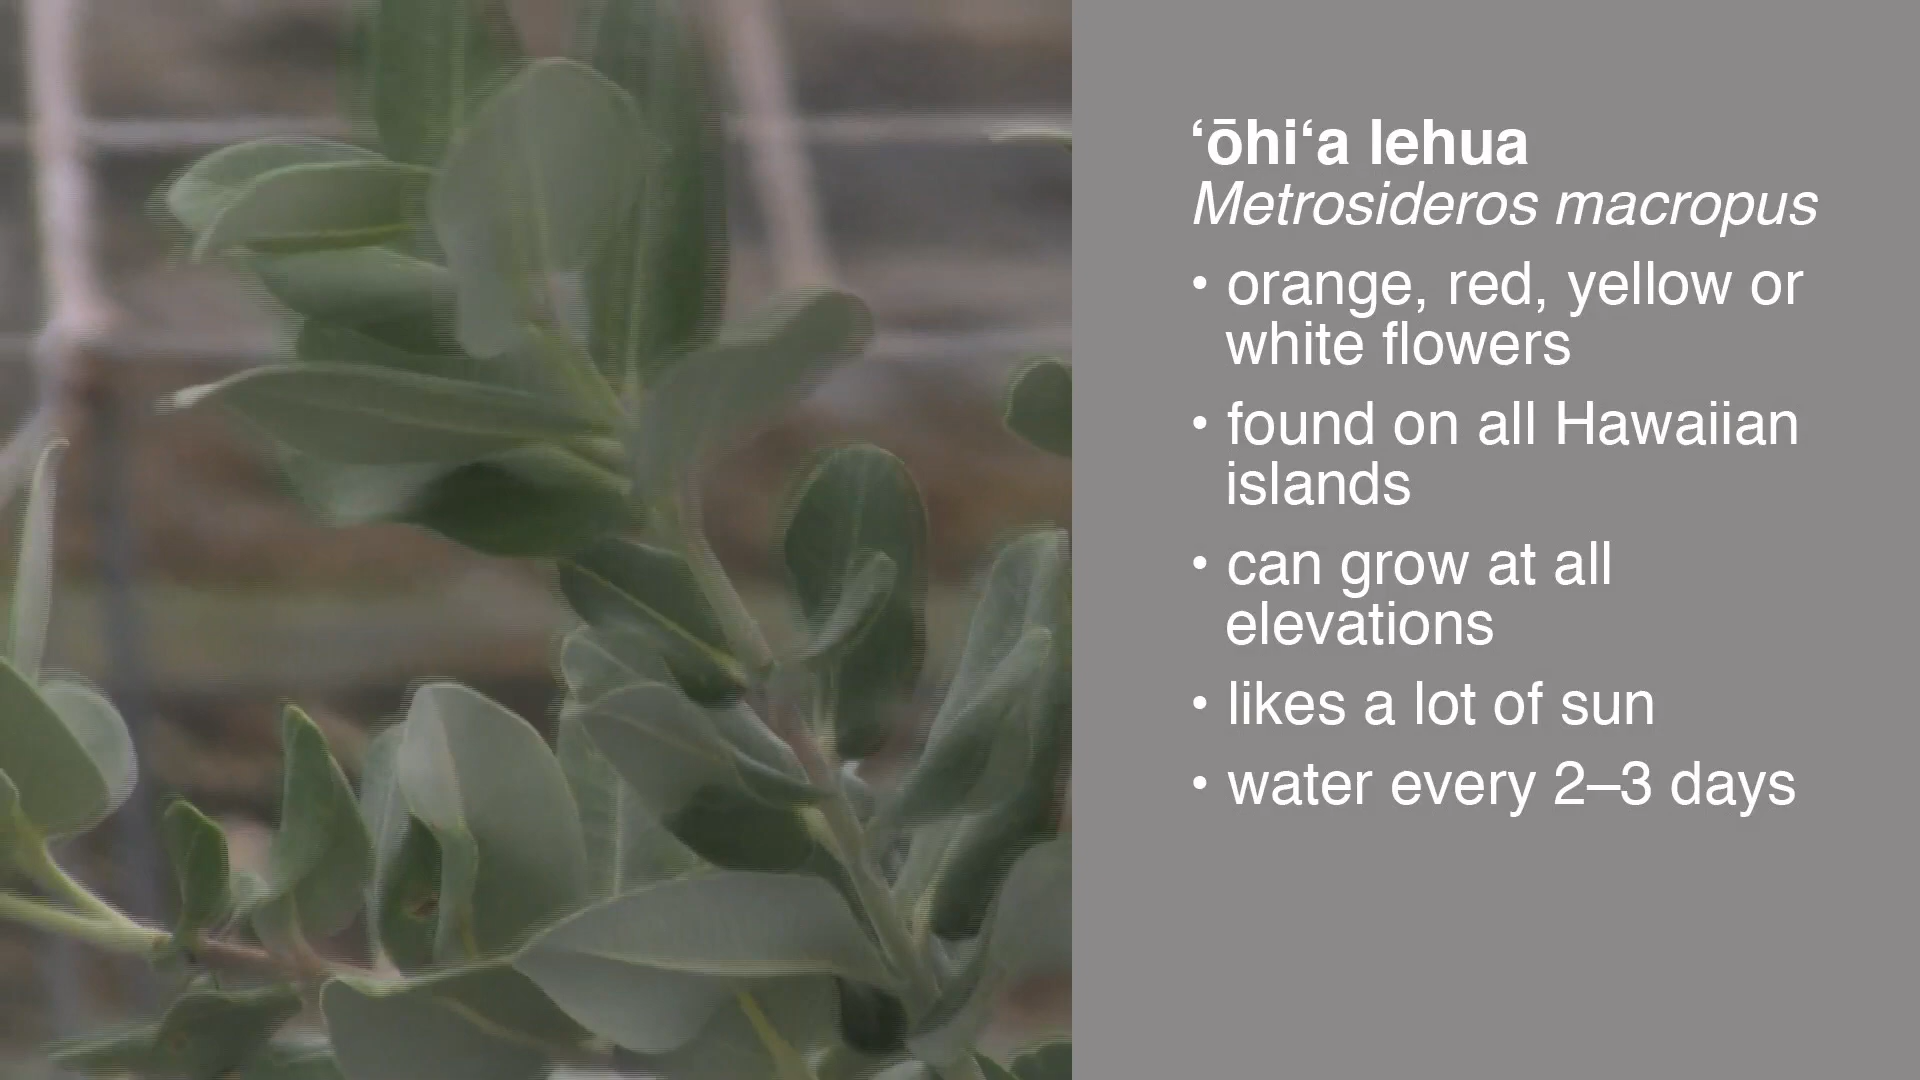 ‘ōhi‘a lehua
Metrosideros macropus
• orange, red, yellow or
white flowers
• found on all Hawaiian
islands
• can grow at all
elevations
• likes a lot of sun
• water every 2–3 days